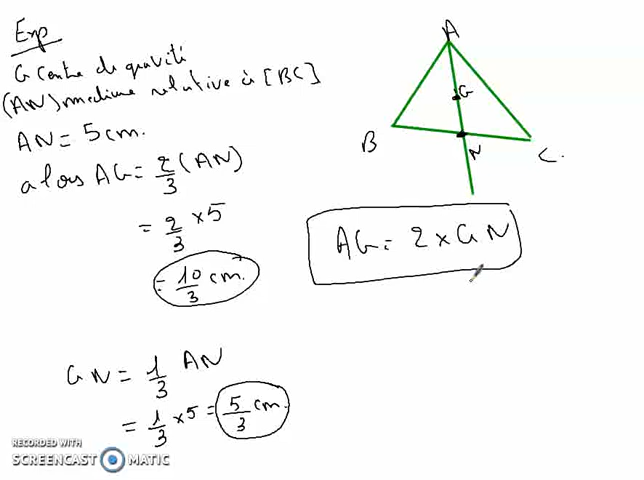 Exp
G centre de gravité
(AN) mediane relative à [BC]
AN = 5 cm.
alors AG = 2/3 (AN)
= 2/3 × 5
= 10/3 cm.
GN = 1/3 AN
= 1/3 × 5 = 5/3 cm.
A
G
B
N
C.
AG = 2 × GN
RECORDED WITH
SCREENCAST MATIC